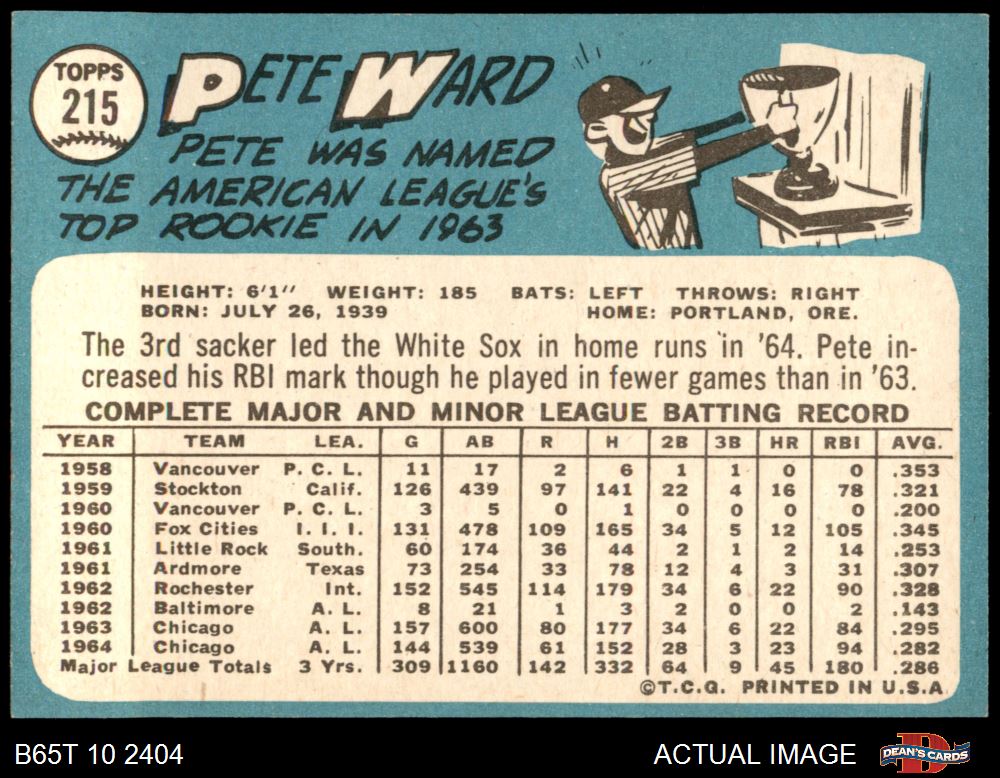 TOPPS
215
PETE WARD
PETE WAS NAMED
THE AMERICAN LEAGUE'S
TOP ROOKIE IN 1963
HEIGHT: 6'1" WEIGHT: 185 BATS: LEFT THROWS: RIGHT
BORN: JULY 26, 1939 HOME: PORTLAND, ORE.
The 3rd sacker led the White Sox in home runs in '64. Pete in-
creased his RBI mark though he played in fewer games than in '63.
COMPLETE MAJOR AND MINOR LEAGUE BATTING RECORD
YEAR TEAM LEA. G AB R H 2B 3B HR RBI AVG.
1958 Vancouver P. C. L. 11 17 2 6 1 1 0 0 .353
1959 Stockton Calif. 126 439 97 141 22 4 16 78 .321
1960 Vancouver P. C. L. 3 5 0 1 0 0 0 0 .200
1960 Fox Cities I. I. I. 131 478 109 165 34 5 12 105 .345
1961 Little Rock South. 60 174 36 44 2 1 2 14 .253
1961 Ardmore Texas 73 254 33 78 12 4 3 31 .307
1962 Rochester Int. 152 545 114 179 34 6 22 90 .328
1962 Baltimore A. L. 8 21 1 3 2 0 0 2 .143
1963 Chicago A. L. 157 600 80 177 34 6 22 84 .295
1964 Chicago A. L. 144 539 61 152 28 3 23 94 .282
Major League Totals 3 Yrs. 309 1160 142 332 64 9 45 180 .286
©T.C.G. PRINTED IN U.S.A.
B65T 10 2404 ACTUAL IMAGE D DEAN'S CARDS